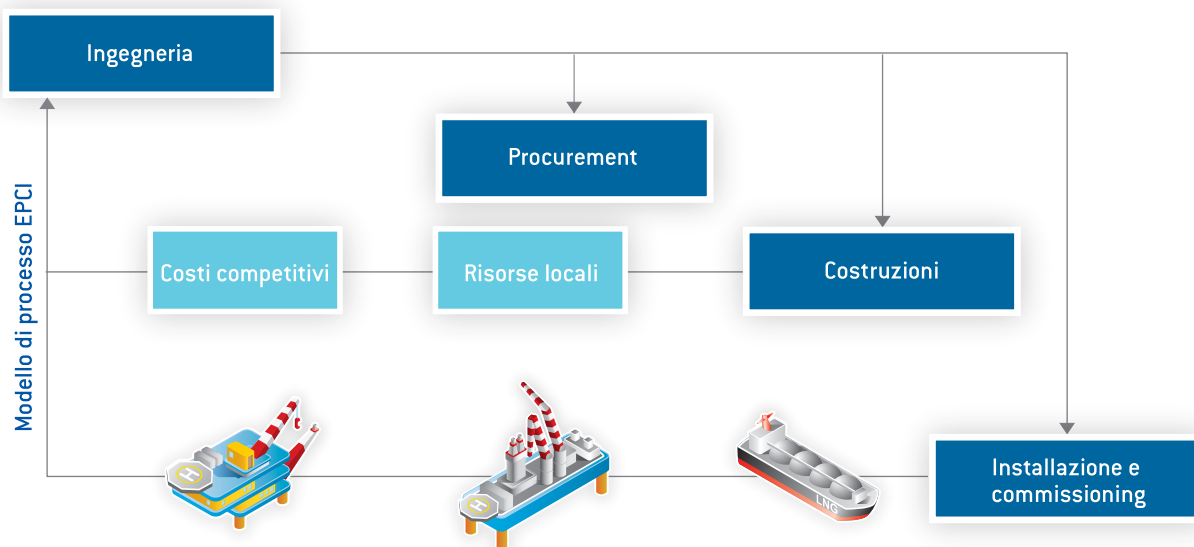 Ingegneria
Procurement
Costi competitivi
Risorse locali
Costruzioni
Modello di processo EPCI
Installazione e
commissioning
H
H
LNG